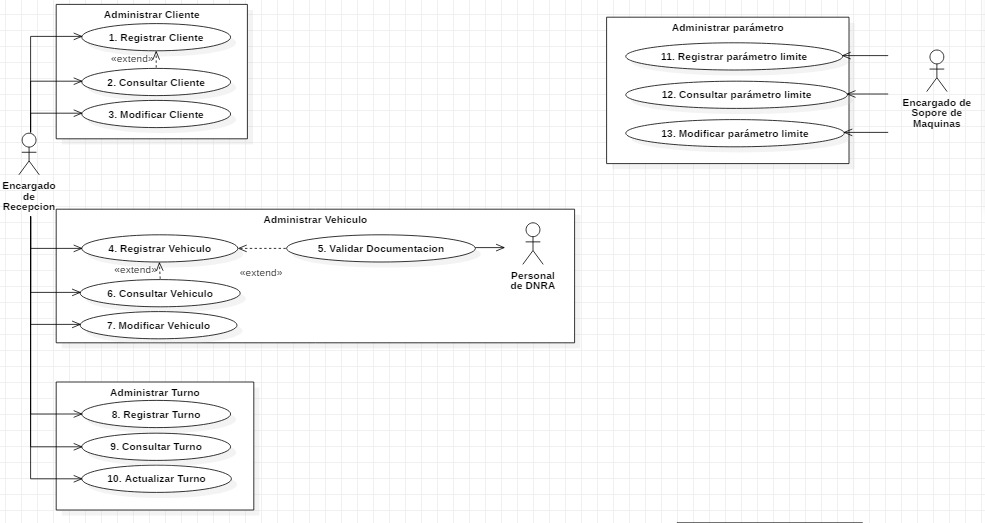 Administrar Cliente
1. Registrar Cliente
«extend»
2. Consultar Cliente
3. Modificar Cliente
Encargado
de
Recepcion
Administrar parámetro
11. Registrar parámetro limite
12. Consultar parámetro limite
13. Modificar parámetro limite
Encargado de
Sopore de
Maquinas
Administrar Vehiculo
4. Registrar Vehiculo
5. Validar Documentacion
«extend»
«extend»
6. Consultar Vehiculo
7. Modificar Vehiculo
Personal
de DNRA
Administrar Turno
8. Registrar Turno
9. Consultar Turno
10. Actualizar Turno